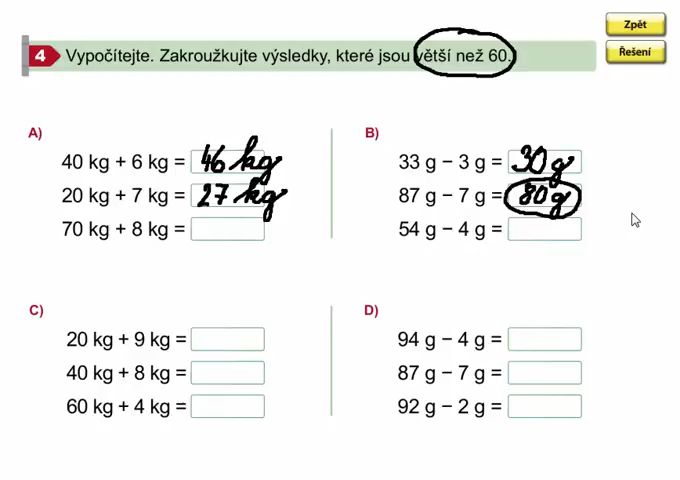 Zpět
Řešení
4 Vypočítejte. Zakroužkujte výsledky, které jsou větší než 60.
A)
40 kg + 6 kg = 46 kg
20 kg + 7 kg = 27 kg
70 kg + 8 kg =
B)
33 g − 3 g = 30 g
87 g − 7 g = 80 g
54 g − 4 g =
C)
20 kg + 9 kg =
40 kg + 8 kg =
60 kg + 4 kg =
D)
94 g − 4 g =
87 g − 7 g =
92 g − 2 g =